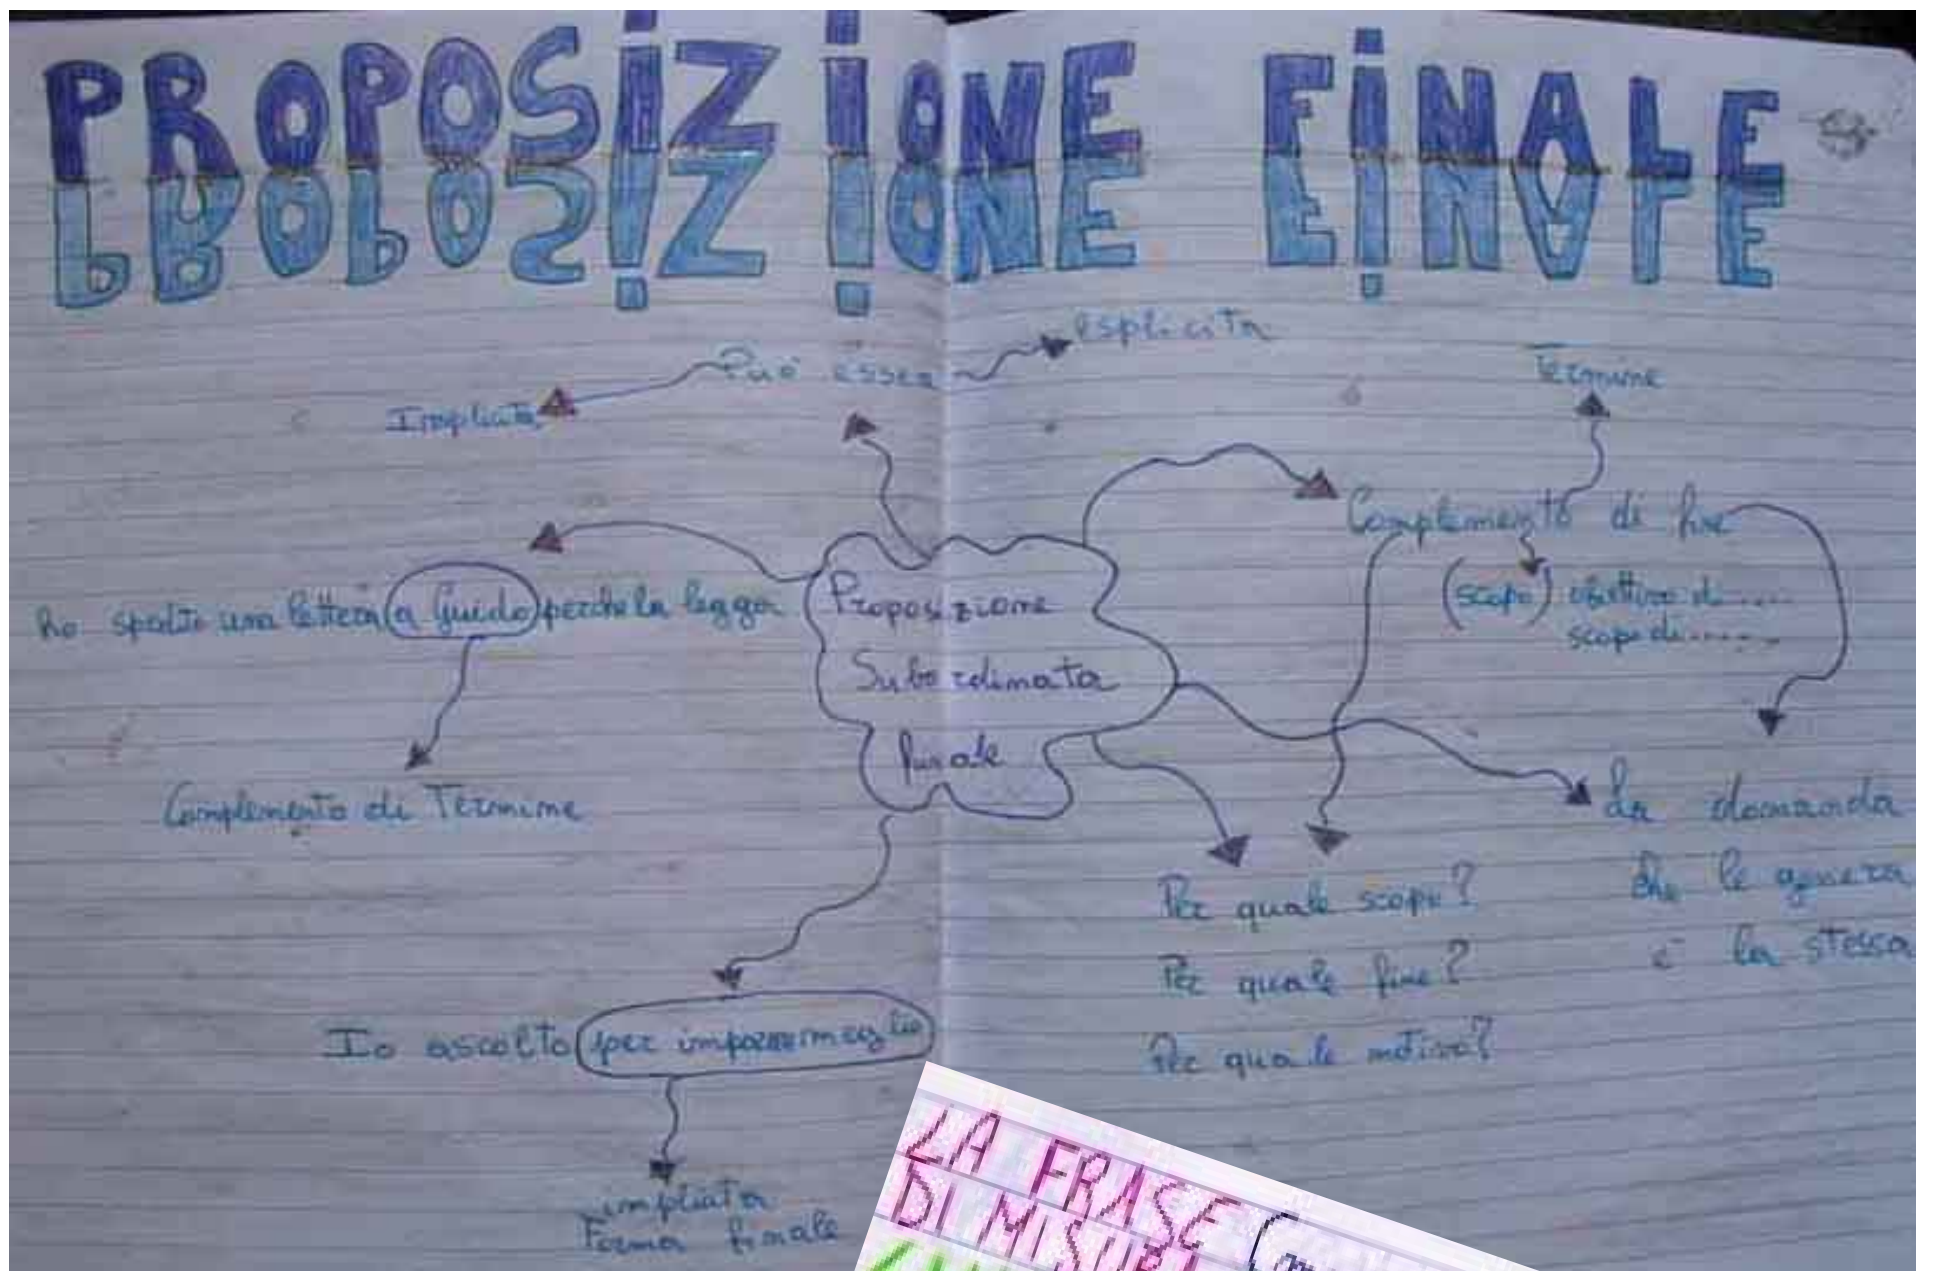 PROPOSIZIONE FINALE
Può esser
esplicita
Implicita
Termine
Complemento di fine
(scopo) obiettivo di.....
scopo di......
ho spedito una lettera a Guido perchè la legga
Proposizione
Subordinata
finale
Complemento di Termine
La domanda
che le genera
è la stessa
Per quale scopo?
Per quale fine?
Per quale motivo?
Io ascolto per imparare meglio
implicita
Forma finale
LA FRASE
DI MISURA